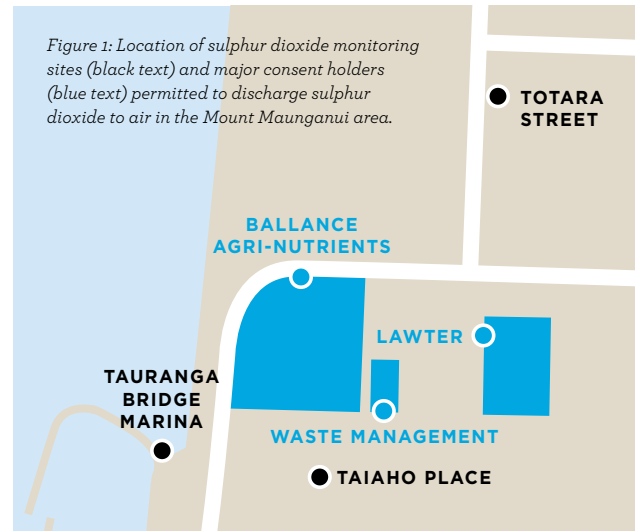 Figure 1: Location of sulphur dioxide monitoring
sites (black text) and major consent holders
(blue text) permitted to discharge sulphur
dioxide to air in the Mount Maunganui area.
TOTARA
STREET
BALLANCE
AGRI-NUTRIENTS
LAWTER
TAURANGA
BRIDGE
MARINA
WASTE MANAGEMENT
TAIAHO PLACE